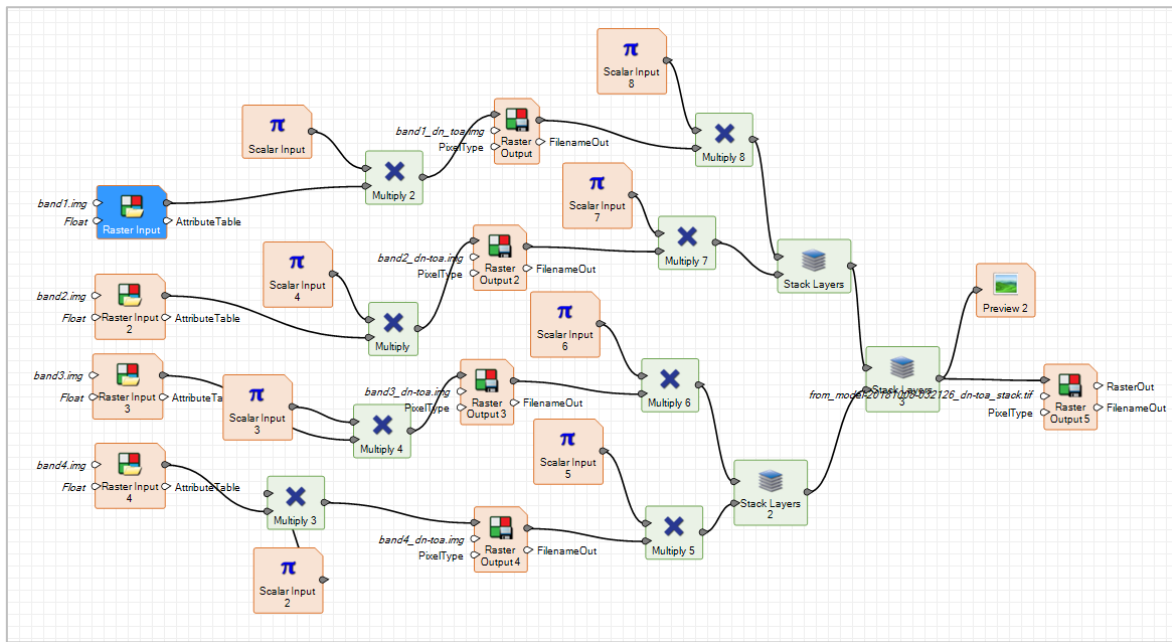 π
Scalar Input
8
π
Scalar Input
band1_dn_toa.img
PixelType
Raster
Output
FilenameOut
Multiply 8
Multiply 2
band1.img
Float
Raster Input
AttributeTable
π
Scalar Input
7
π
Scalar Input
4
band2_dn-toa.img
PixelType
Raster
Output 2
FilenameOut
Multiply 7
Stack Layers
band2.img
Float
Raster Input
2
AttributeTable
Multiply
π
Scalar Input
6
Preview 2
band3.img
Float
Raster Input
3
π
Scalar Input
3
band3_dn-toa.img
PixelType
Raster
Output 3
FilenameOut
Multiply 6
Stack Layers
3
PixelType
Raster
Output 5
RasterOut
FilenameOut
Multiply 4
π
Scalar Input
5
band4.img
Float
Raster Input
4
AttributeTable
Multiply 3
Stack Layers
2
band4_dn-toa.img
PixelType
Raster
Output 4
FilenameOut
Multiply 5
π
Scalar Input
2